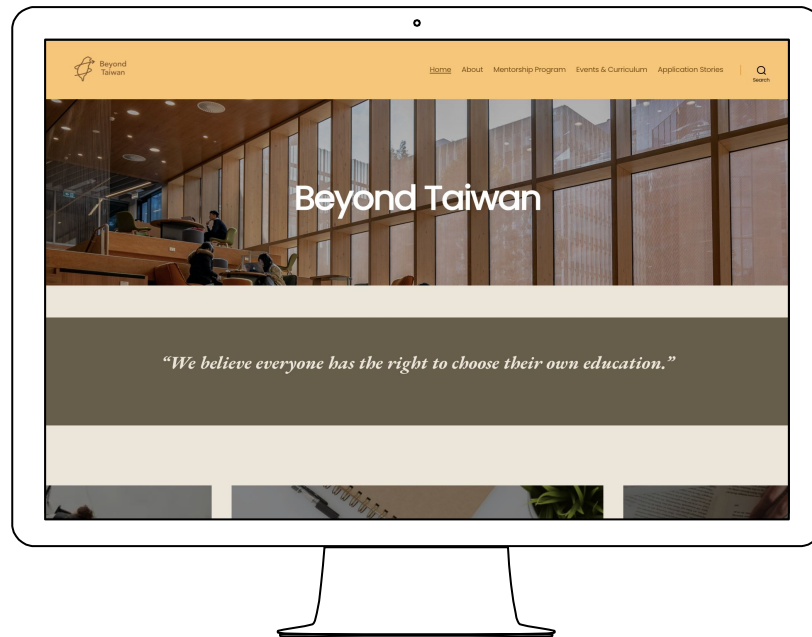 Beyond
Taiwan
Home About Mentorship Program Events & Curriculum Application Stories
Search
Beyond Taiwan
“We believe everyone has the right to choose their own education.”